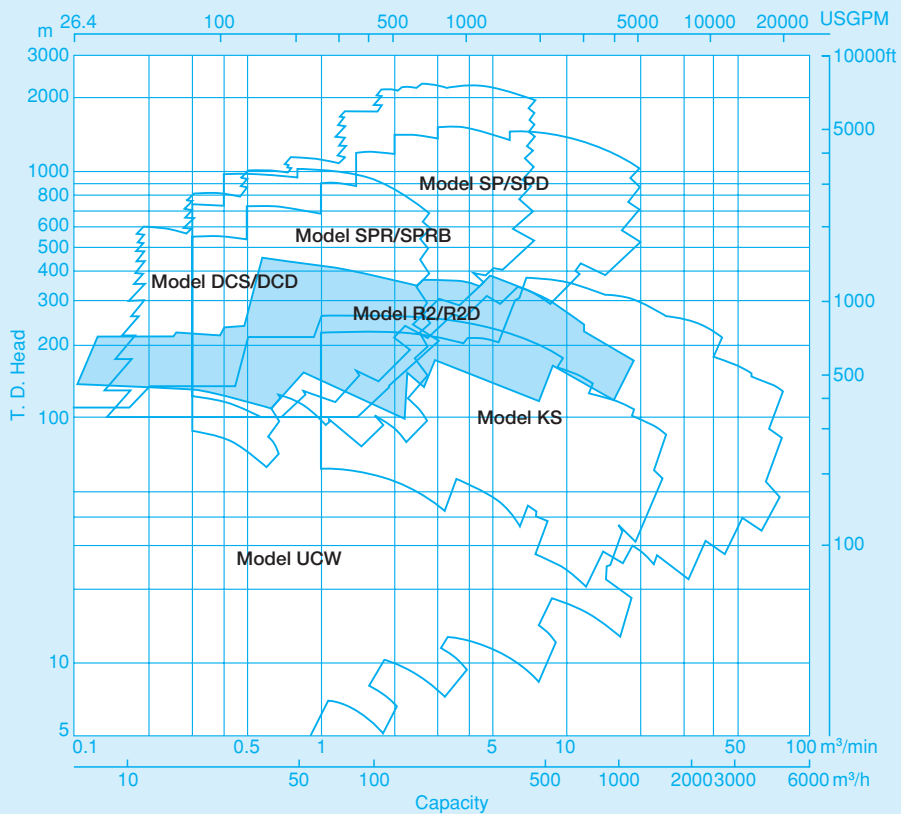 26.4 100 500 1000 5000 10000 20000 USGPM
m
3000 10000ft
2000
5000
1000
Model SP/SPD
800
600
Model SPR/SPRB
500
400
Model DCS/DCD
300 1000
Model R2/R2D
200
500
100
Model KS
T. D. Head
100
Model UCW
10
5
0.1 0.5 1 5 10 50 100 m³/min
10 50 100 500 1000 2000 3000 6000 m³/h
Capacity